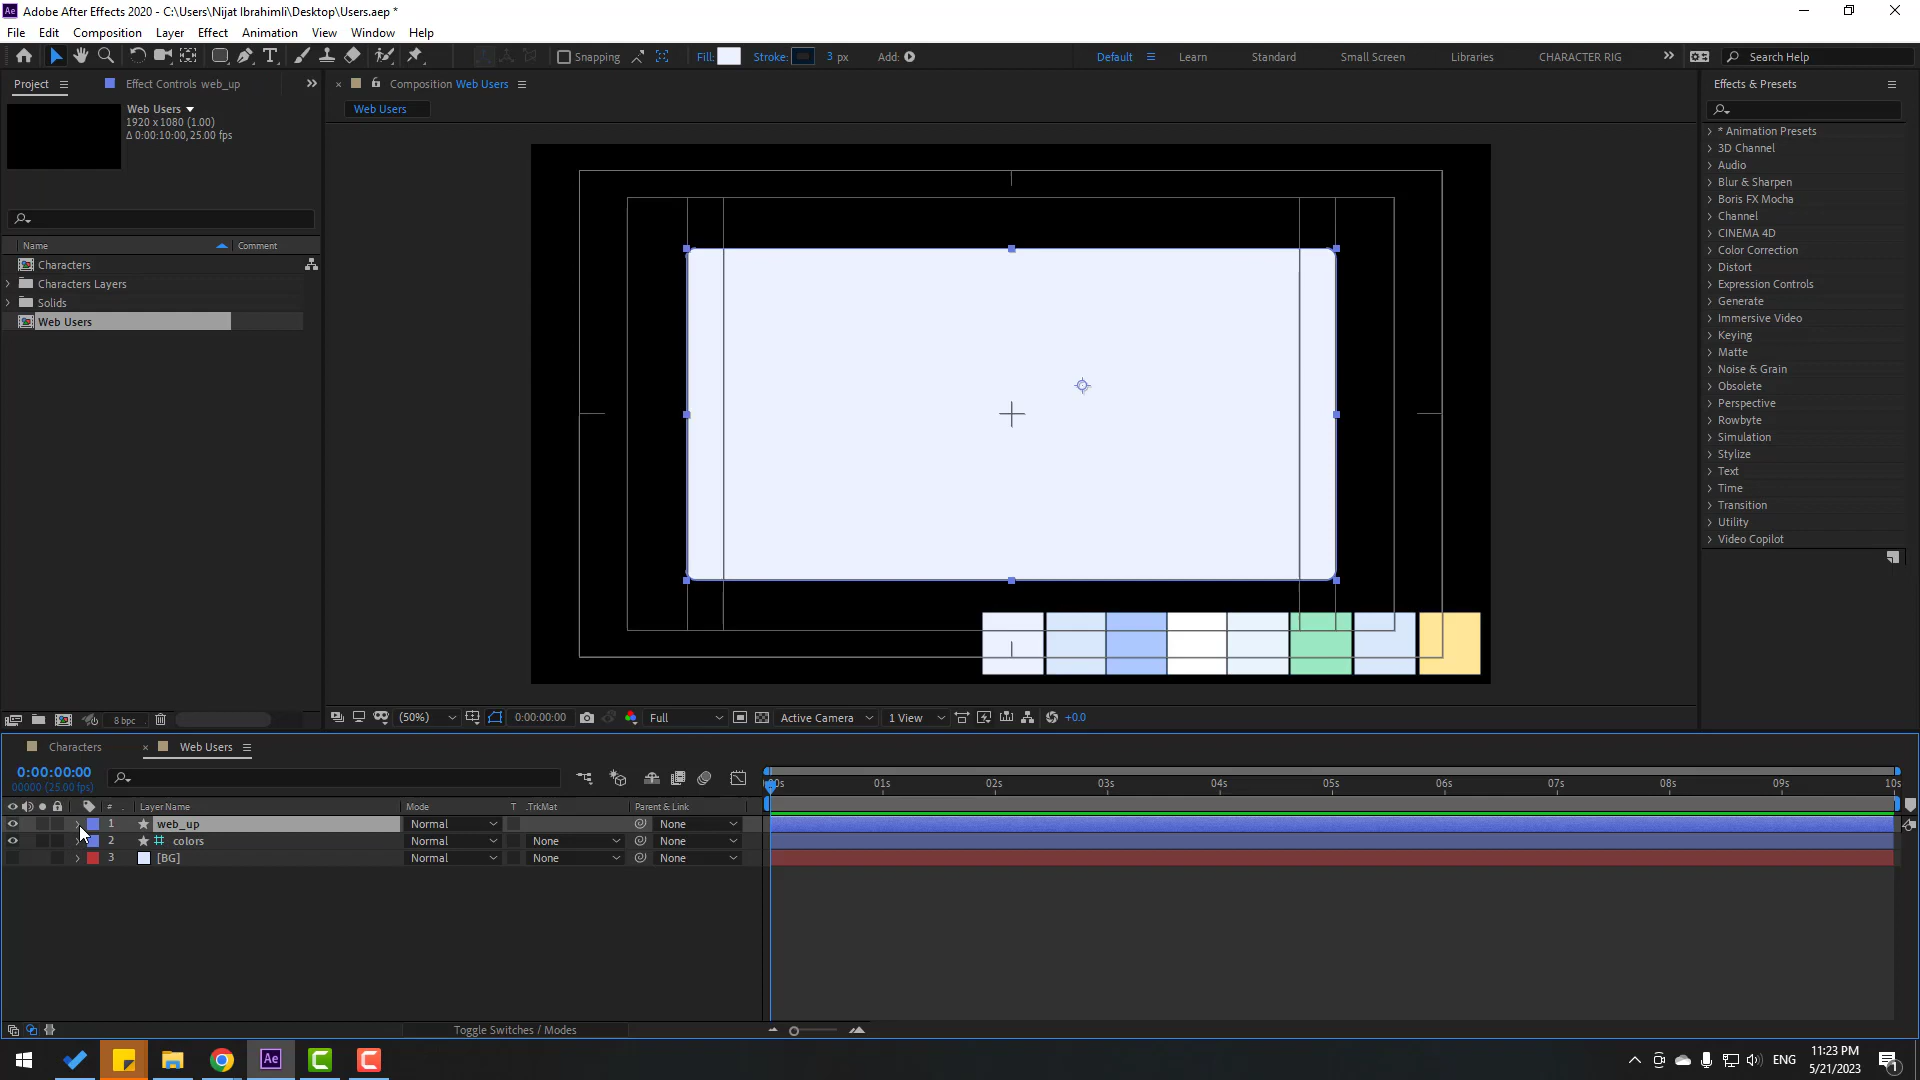 Adobe After Effects 2020 - C:\Users\Nijat Ibrahimli\Desktop\Users.aep *
File Edit Composition Layer Effect Animation View Window Help
Snapping Fill: Stroke: 3 px Add: Default Learn Standard Small Screen Libraries CHARACTER RIG Search Help
Project Effect Controls web_up
Composition Web Users
Effects & Presets
Web Users
1920 x 1080 (1.00)
Δ 0:00:10:00, 25.00 fps
Web Users
Name Comment
Characters
Characters Layers
Solids
Web Users
* Animation Presets
3D Channel
Audio
Blur & Sharpen
Boris FX Mocha
Channel
CINEMA 4D
Color Correction
Distort
Expression Controls
Generate
Immersive Video
Keying
Matte
Noise & Grain
Obsolete
Perspective
Rowbyte
Simulation
Stylize
Text
Time
Transition
Utility
Video Copilot
8 bpc
(50%) 0:00:00:00 Full Active Camera 1 View +0.0
Characters Web Users
0:00:00:00
00000 (25.00 fps)
:00s 01s 02s 03s 04s 05s 06s 07s 08s 09s 10s
# Layer Name Mode T .TrkMat Parent & Link
1 web_up Normal None
2 colors Normal None None
3 [BG] Normal None None
Toggle Switches / Modes
Ae
ENG
11:23 PM
5/21/2023
1